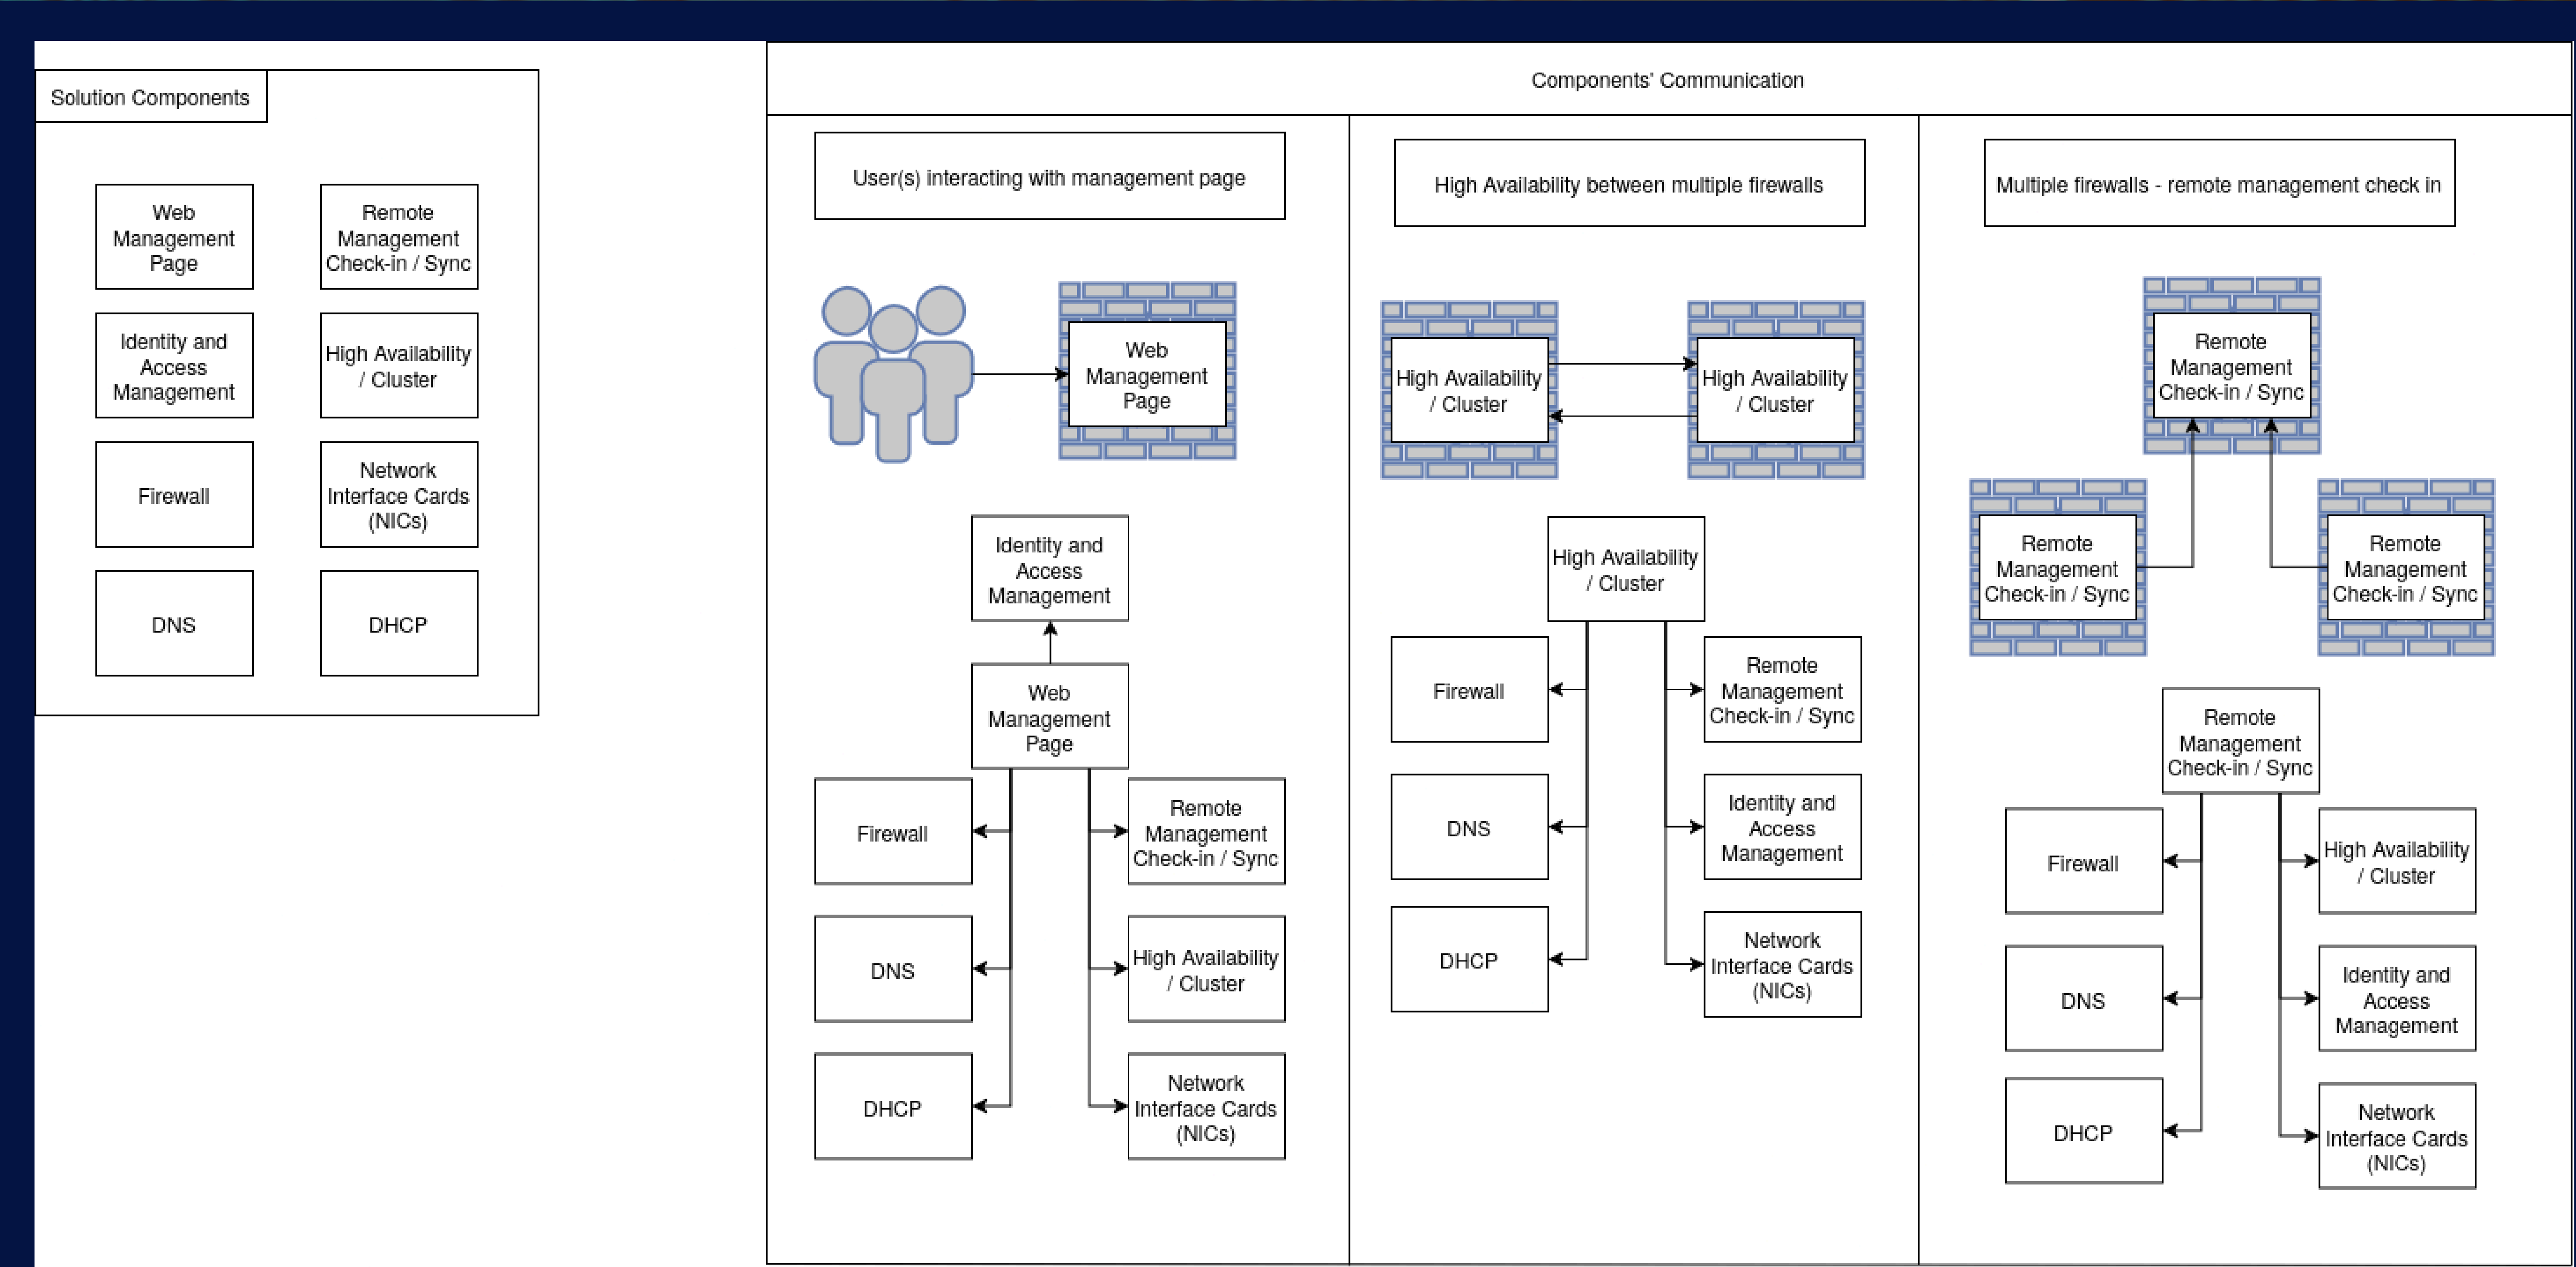 Solution Components
Web
Management
Page
Remote
Management
Check-in / Sync
Identity and
Access
Management
High Availability
/ Cluster
Firewall
Network
Interface Cards
(NICs)
DNS
DHCP
Components' Communication
User(s) interacting with management page
Web
Management
Page
Identity and
Access
Management
Web
Management
Page
Firewall
Remote
Management
Check-in / Sync
DNS
High Availability
/ Cluster
DHCP
Network
Interface Cards
(NICs)
High Availability between multiple firewalls
High Availability
/ Cluster
High Availability
/ Cluster
High Availability
/ Cluster
Firewall
Remote
Management
Check-in / Sync
DNS
Identity and
Access
Management
DHCP
Network
Interface Cards
(NICs)
Multiple firewalls - remote management check in
Remote
Management
Check-in / Sync
Remote
Management
Check-in / Sync
Remote
Management
Check-in / Sync
Remote
Management
Check-in / Sync
Firewall
High Availability
/ Cluster
DNS
Identity and
Access
Management
DHCP
Network
Interface Cards
(NICs)